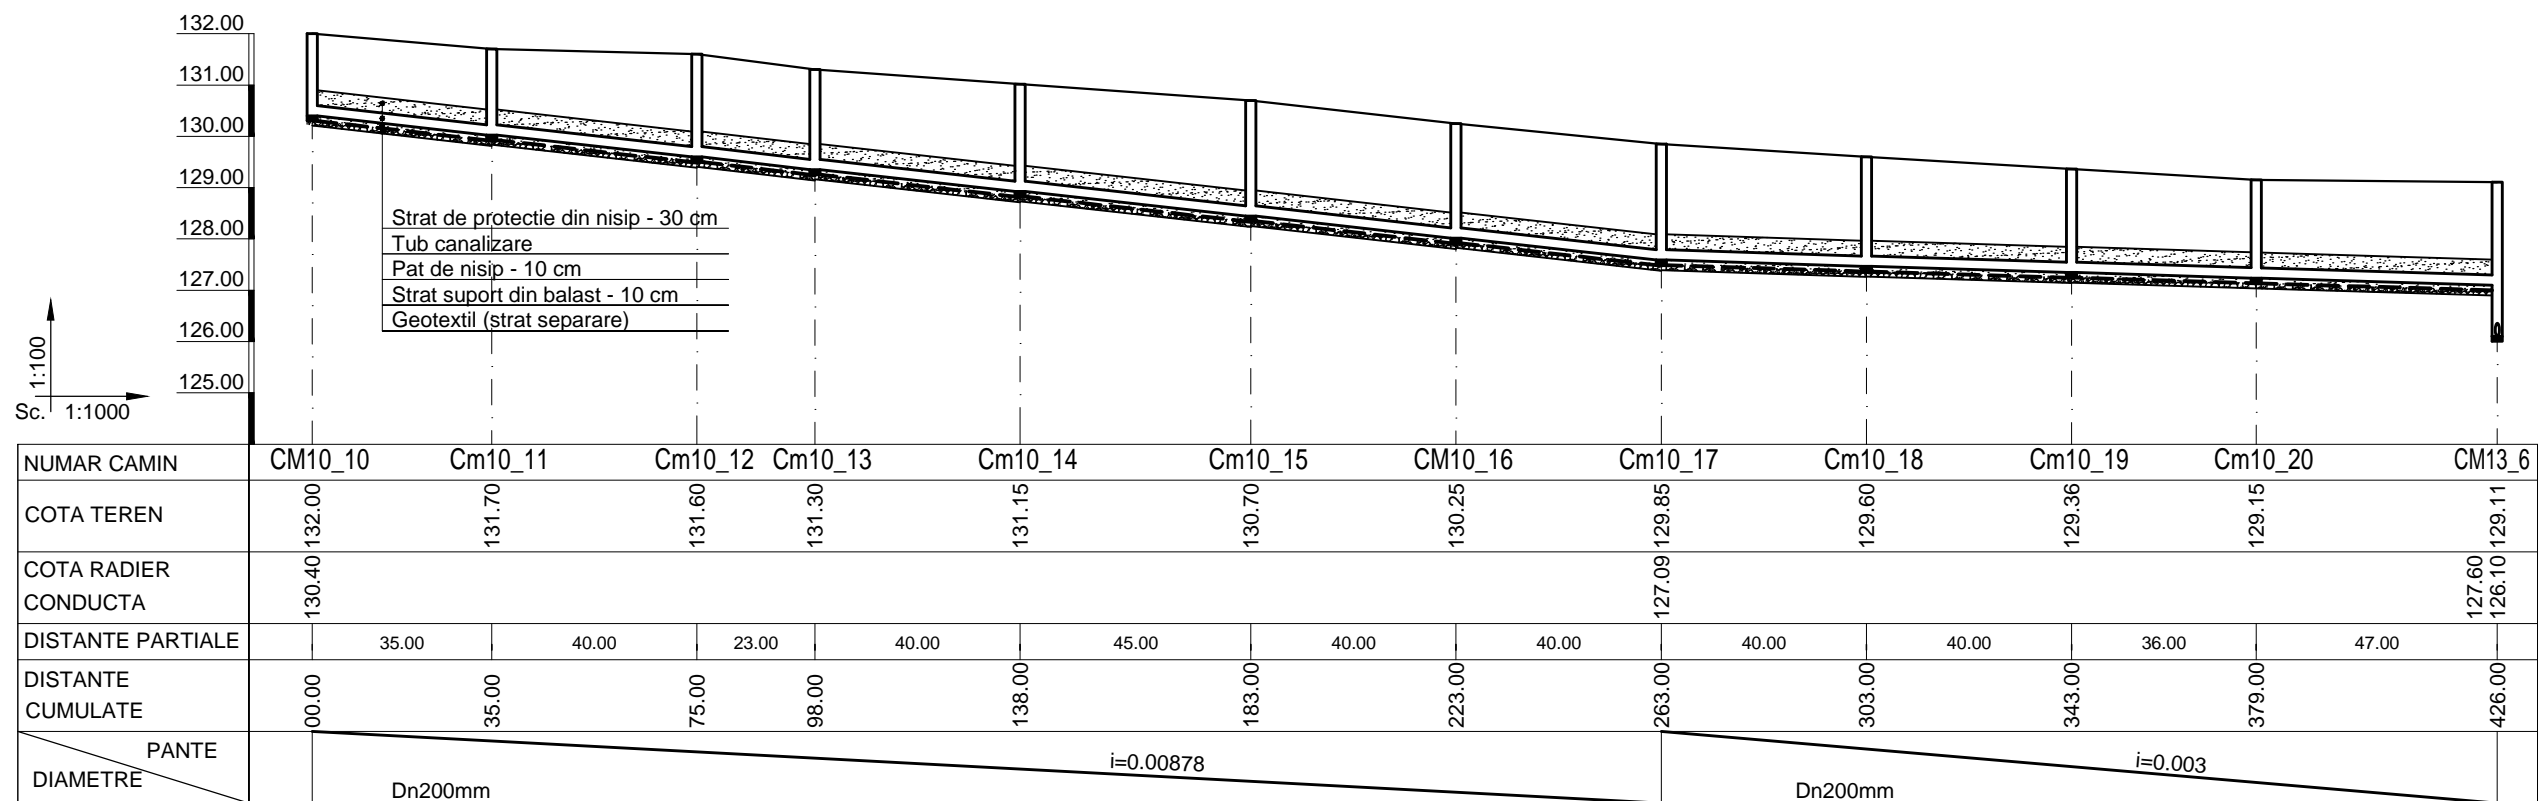 132.00
131.00
130.00
129.00
128.00
127.00
126.00
125.00
Strat de protectie din nisip - 30 cm
Tub canalizare
Pat de nisip - 10 cm
Strat suport din balast - 10 cm
Geotextil (strat separare)
1:100
Sc. 1:1000
NUMAR CAMIN CM10_10 Cm10_11 Cm10_12 Cm10_13 Cm10_14 Cm10_15 CM10_16 Cm10_17 Cm10_18 Cm10_19 Cm10_20 CM13_6
COTA TEREN 132.00 131.70 131.60 131.30 131.15 130.70 130.25 129.85 129.60 129.36 129.15 129.11
COTA RADIER
CONDUCTA 130.40 127.09 127.60 126.10
DISTANTE PARTIALE 35.00 40.00 23.00 40.00 45.00 40.00 40.00 40.00 40.00 36.00 47.00
DISTANTE
CUMULATE 00.00 35.00 75.00 98.00 138.00 183.00 223.00 263.00 303.00 343.00 379.00 426.00
PANTE i=0.00878 i=0.003
DIAMETRE Dn200mm Dn200mm